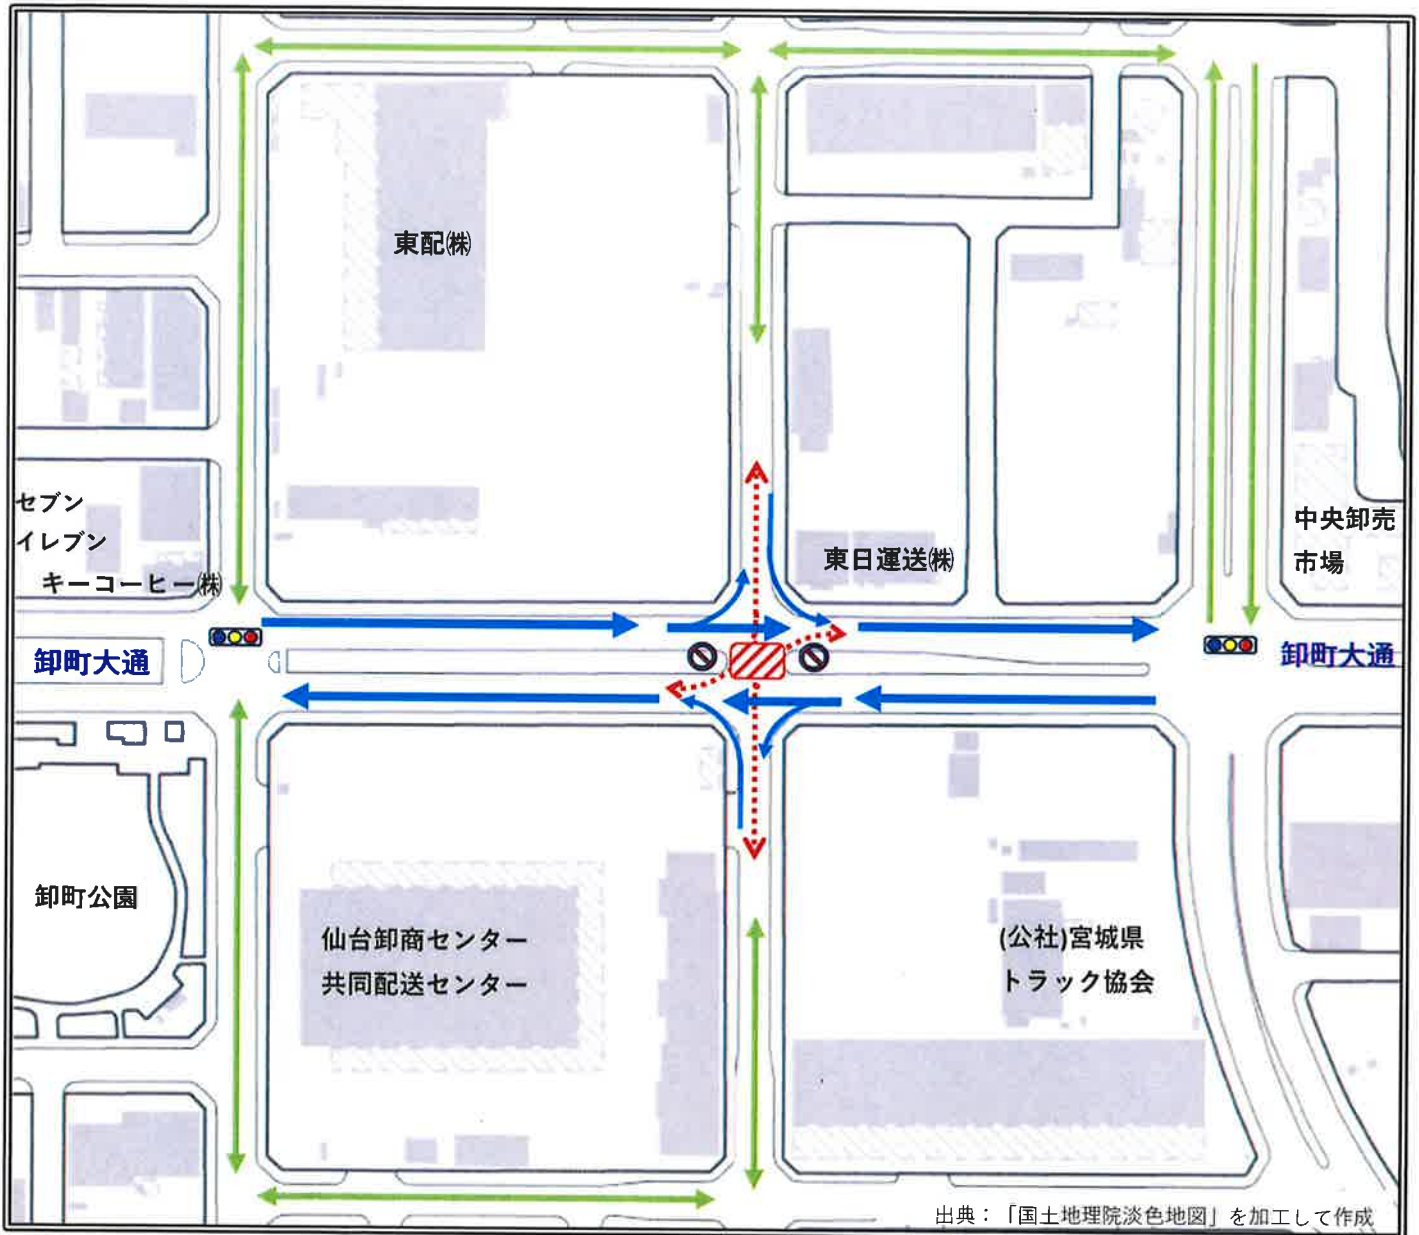 東配㈱
セブン
イレブン
キーコーヒー㈱
東日運送㈱
中央卸売
市場
卸町大通
卸町大通
卸町公園
仙台卸商センター
共同配送センター
(公社)宮城県
トラック協会
出典：「国土地理院淡色地図」を加工して作成